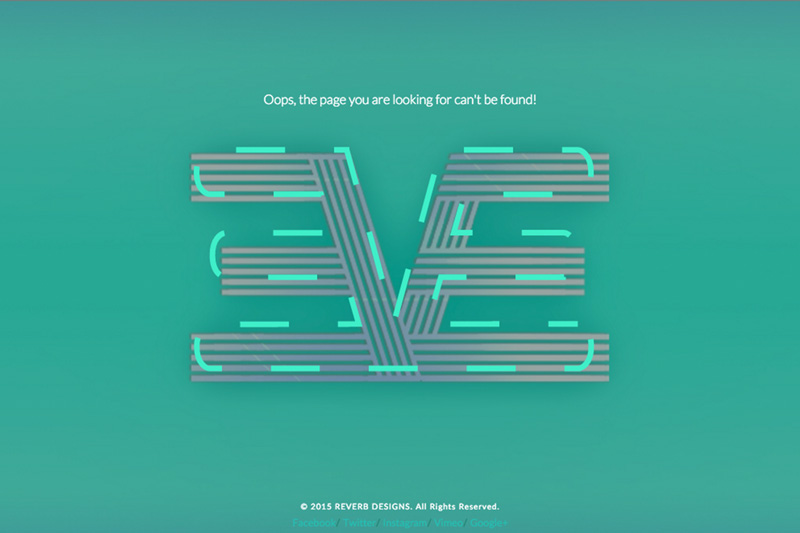 Oops, the page you are looking for can't be found!
© 2015 REVERB DESIGNS. All Rights Reserved.
Facebook / Twitter / Instagram / Vimeo / Google+